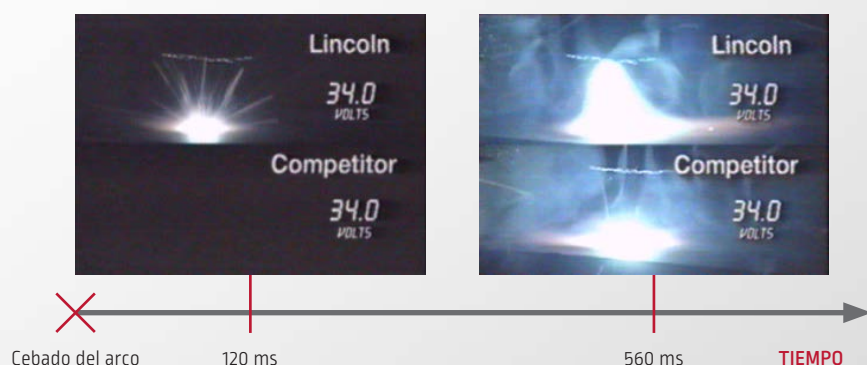 Lincoln
34.0
VOLTS
Competitor
34.0
VOLTS
Lincoln
34.0
VOLTS
Competitor
34.0
VOLTS
Cebado del arco
120 ms
560 ms
TIEMPO